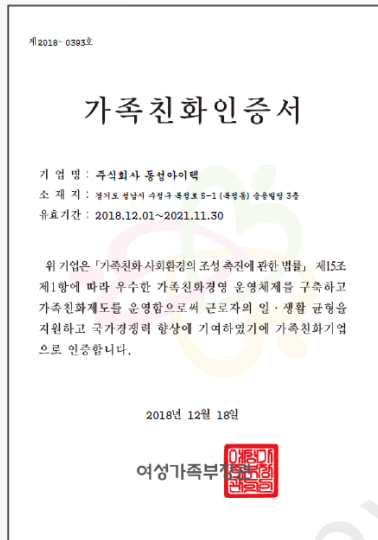 제2018- 0393호
가족친화인증서
기 업 명 : 주식회사 동성아이텍
소 재 지 : 경기도 성남시 수정구 복정로 5-1 (복정동) 승용빌딩 3층
유효기간 : 2018.12.01~2021.11.30
위 기업은「가족친화 사회환경의 조성 촉진에 관한 법률」 제15조
제1항에 따라 우수한 가족친화경영 운영체제를 구축하고
가족친화제도를 운영함으로써 근로자의 일 · 생활 균형을
지원하고 국가경쟁력 향상에 기여하였기에 가족친화기업
으로 인증합니다.
2018년 12월 18일
여성가족부장관